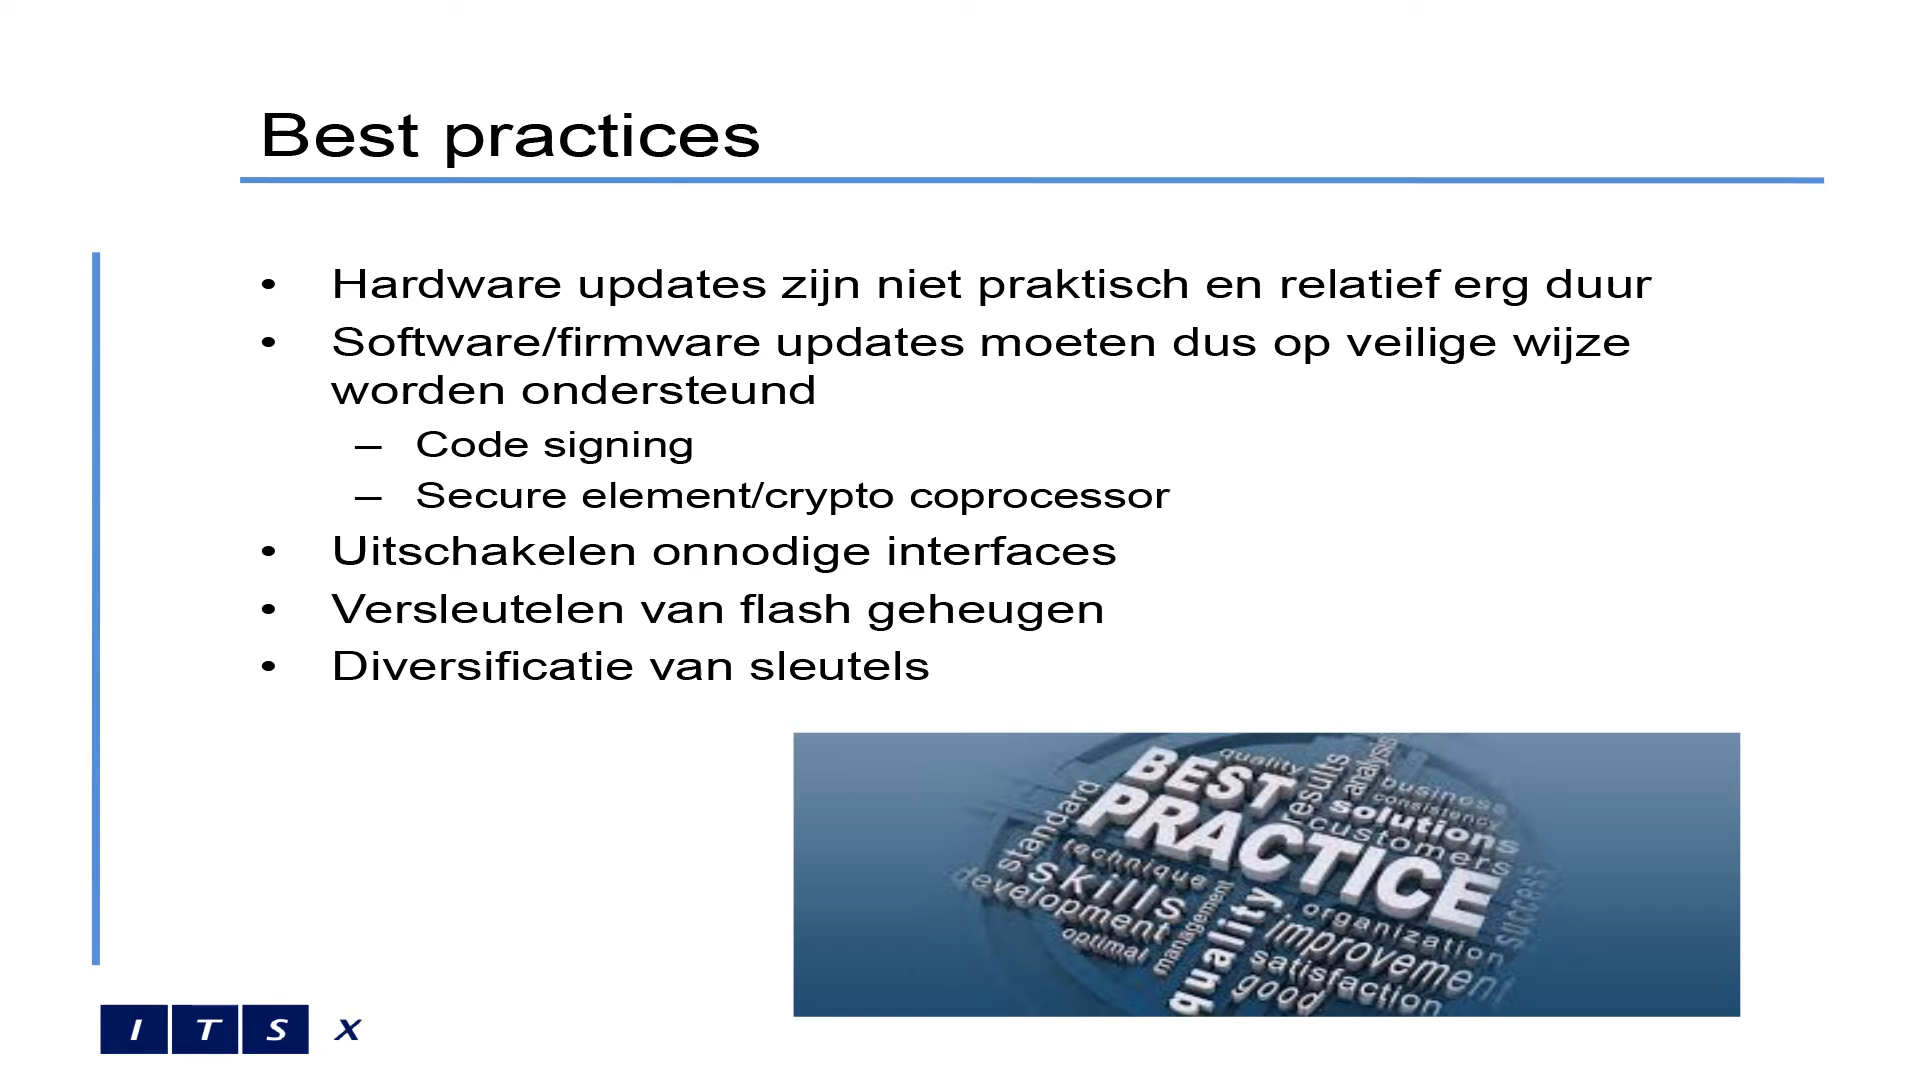 Best practices
• Hardware updates zijn niet praktisch en relatief erg duur
• Software/firmware updates moeten dus op veilige wijze
worden ondersteund
– Code signing
– Secure element/crypto coprocessor
• Uitschakelen onnodige interfaces
• Versleutelen van flash geheugen
• Diversificatie van sleutels
quality
results
analysis
BEST
business
consistency
solutions
customers
PRACTICE
standard
technique
skills
development
optimal
management
quality
organization
improvement
satisfaction
good
success
ITS X